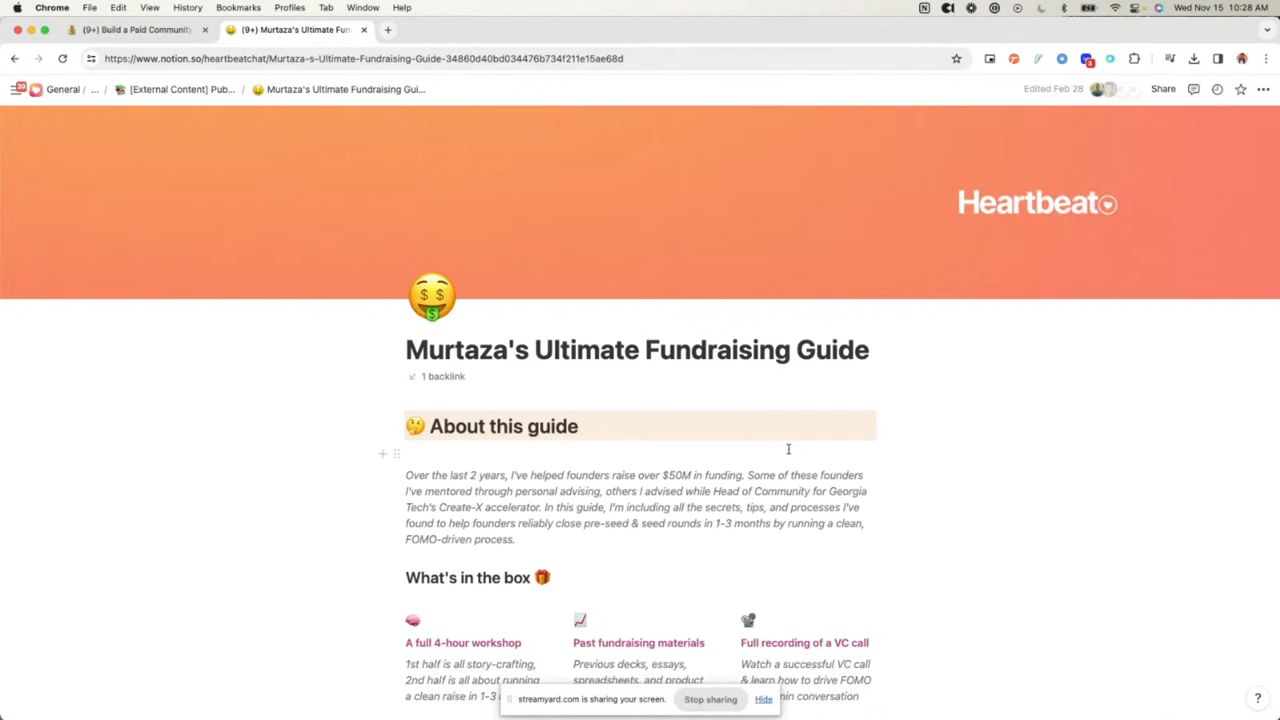 Chrome File Edit View History Bookmarks Profiles Tab Window Help Wed Nov 15 10:28 AM
(9+) Build a Paid Community (9+) Murtaza's Ultimate Fun
https://www.notion.so/heartbeatchat/Murtaza-s-Ultimate-Fundraising-Guide-34860d40bd034476b734f211e15ae68d
General / ... / [External Content] Pub... / Murtaza's Ultimate Fundraising Gui... Edited Feb 28 Share
Heartbeat
Murtaza's Ultimate Fundraising Guide
1 backlink
About this guide
Over the last 2 years, I've helped founders raise over $50M in funding. Some of these founders
I've mentored through personal advising, others I advised while Head of Community for Georgia
Tech's Create-X accelerator. In this guide, I'm including all the secrets, tips, and processes I've
found to help founders reliably close pre-seed & seed rounds in 1-3 months by running a clean,
FOMO-driven process.
What's in the box
A full 4-hour workshop
1st half is all story-crafting,
2nd half is all about running
a clean raise in 1-3
Past fundraising materials
Previous decks, essays,
spreadsheets, and product
Full recording of a VC call
Watch a successful VC call
& learn how to drive FOMO
min conversation
streamyard.com is sharing your screen. Stop sharing Hide
?